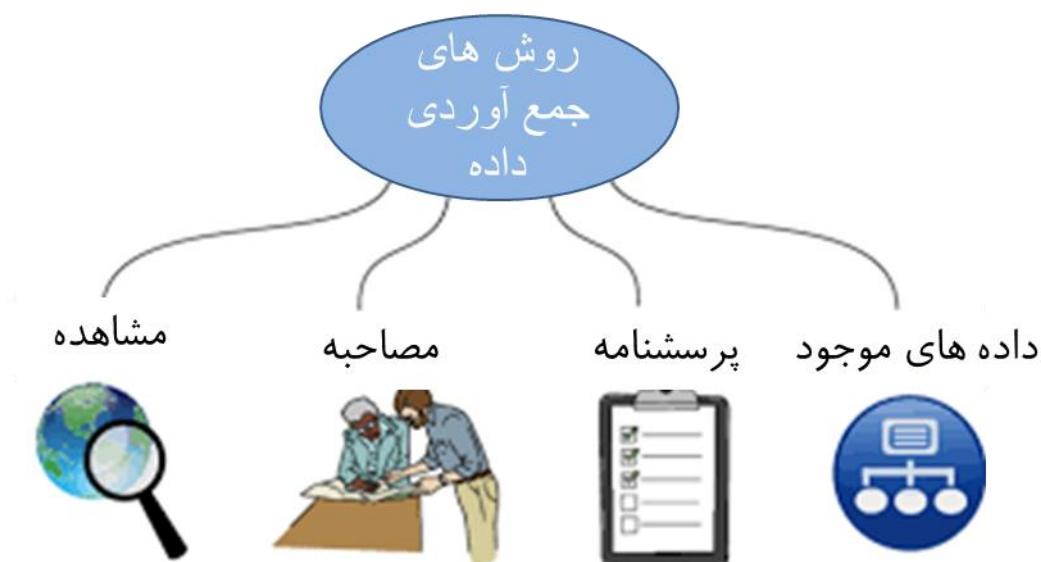 روش های
جمع آوردی
داده
داده های موجود
پرسشنامه
مصاحبه
مشاهده